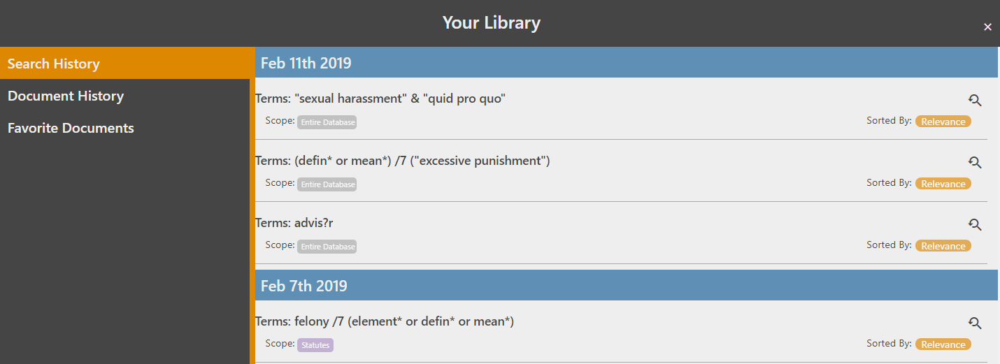 Your Library
×
Search History
Document History
Favorite Documents
Feb 11th 2019
Terms: "sexual harassment" & "quid pro quo"
Scope: Entire Database Sorted By: Relevance
Terms: (defin* or mean*) /7 ("excessive punishment")
Scope: Entire Database Sorted By: Relevance
Terms: advis?r
Scope: Entire Database Sorted By: Relevance
Feb 7th 2019
Terms: felony /7 (element* or defin* or mean*)
Scope: Statutes Sorted By: Relevance